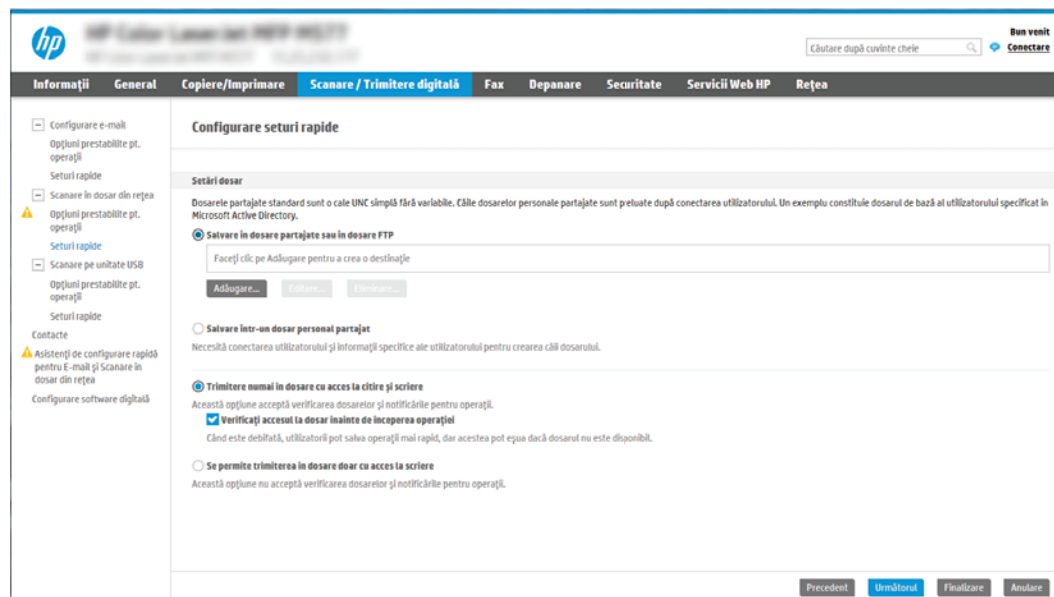 hp
Bun venit
Căutare după cuvinte cheie
Conectare
Informații General Copiere/Imprimare Scanare / Trimitere digitală Fax Depanare Securitate Servicii Web HP Rețea
Configurare e-mail
Opțiuni prestabilite pt.
operații
Seturi rapide
Scanare în dosar din rețea
Opțiuni prestabilite pt.
operații
Seturi rapide
Scanare pe unitate USB
Opțiuni prestabilite pt.
operații
Seturi rapide
Contacte
Asistenți de configurare rapidă
pentru E-mail și Scanare în
dosar din rețea
Configurare software digitală
Configurare seturi rapide
Setări dosar
Dosarele partajate standard sunt o cale UNC simplă fără variabile. Căile dosarelor personale partajate sunt preluate după conectarea utilizatorului. Un exemplu constituie dosarul de bază al utilizatorului specificat în
Microsoft Active Directory.
Salvare în dosare partajate sau în dosare FTP
Faceți clic pe Adăugare pentru a crea o destinație
Adăugare... Editare... Eliminare...
Salvare într-un dosar personal partajat
Necesită conectarea utilizatorului și informații specifice ale utilizatorului pentru crearea căii dosarului.
Trimitere numai în dosare cu acces la citire și scriere
Această opțiune acceptă verificarea dosarelor și notificările pentru operații.
Verificați accesul la dosar înainte de începerea operației
Când este debifată, utilizatorii pot salva operații mai rapid, dar acestea pot eșua dacă dosarul nu este disponibil.
Se permite trimiterea în dosare doar cu acces la scriere
Această opțiune nu acceptă verificarea dosarelor și notificările pentru operații.
Precedent Următorul Finalizare Anulare